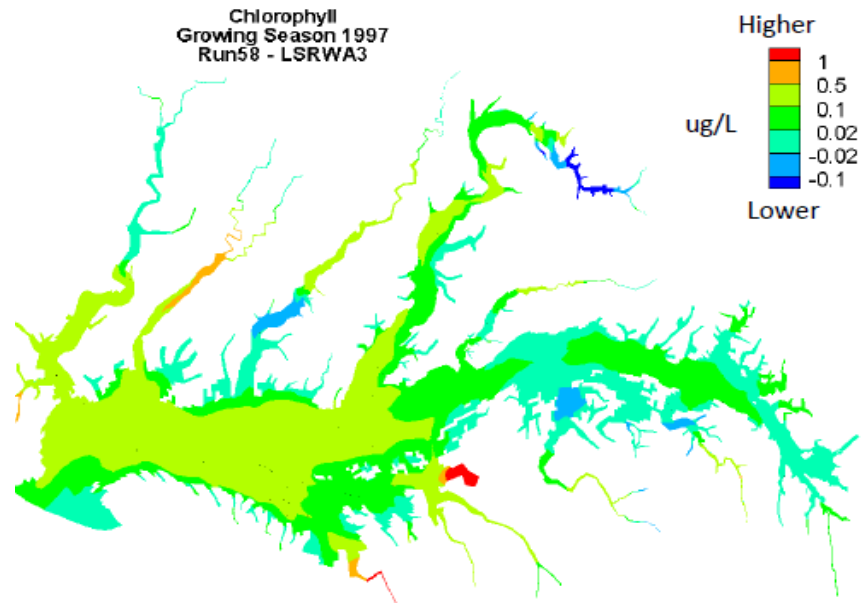 Chlorophyll
Growing Season 1997
Run58 - LSRWA3
Higher
ug/L
1
0.5
0.1
0.02
-0.02
-0.1
Lower